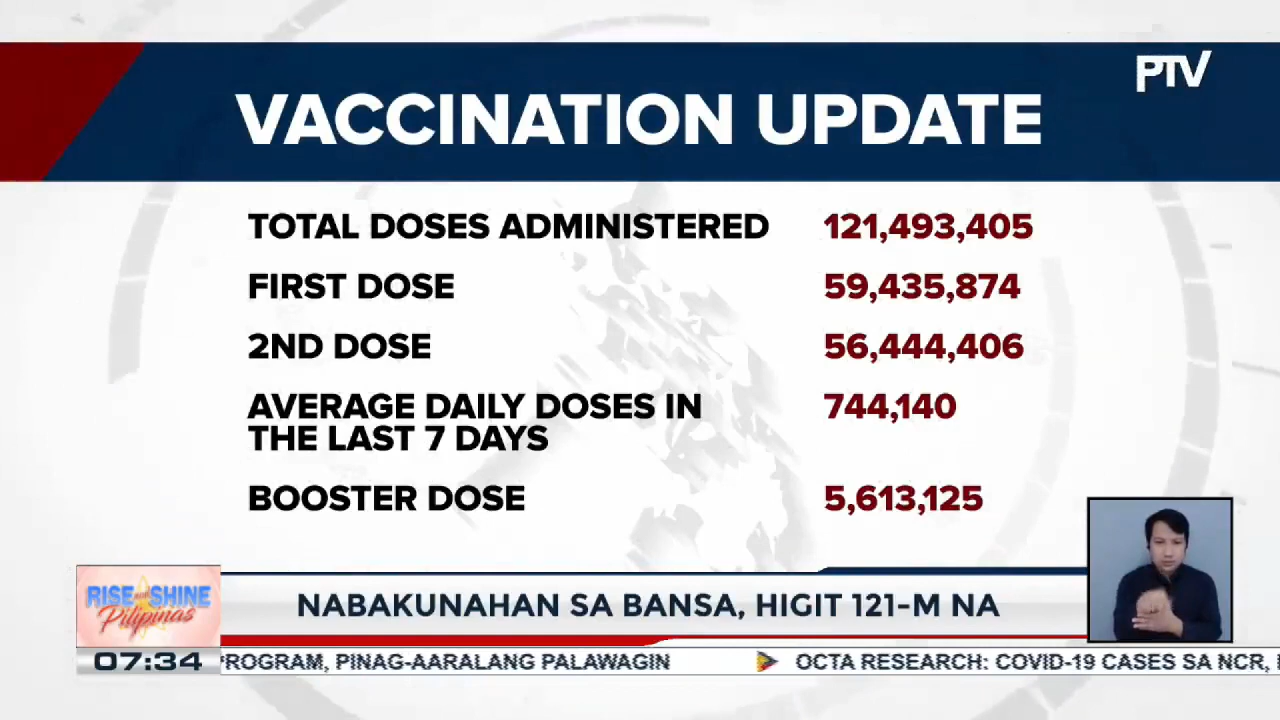 PTV
VACCINATION UPDATE
TOTAL DOSES ADMINISTERED 121,493,405
FIRST DOSE 59,435,874
2ND DOSE 56,444,406
AVERAGE DAILY DOSES IN 744,140
THE LAST 7 DAYS
BOOSTER DOSE 5,613,125
RISE AND SHINE
Pilipinas
NABAKUNAHAN SA BANSA, HIGIT 121-M NA
07:34 ROGRAM, PINAG-AARALANG PALAWAGIN OCTA RESEARCH: COVID-19 CASES SA NCR,